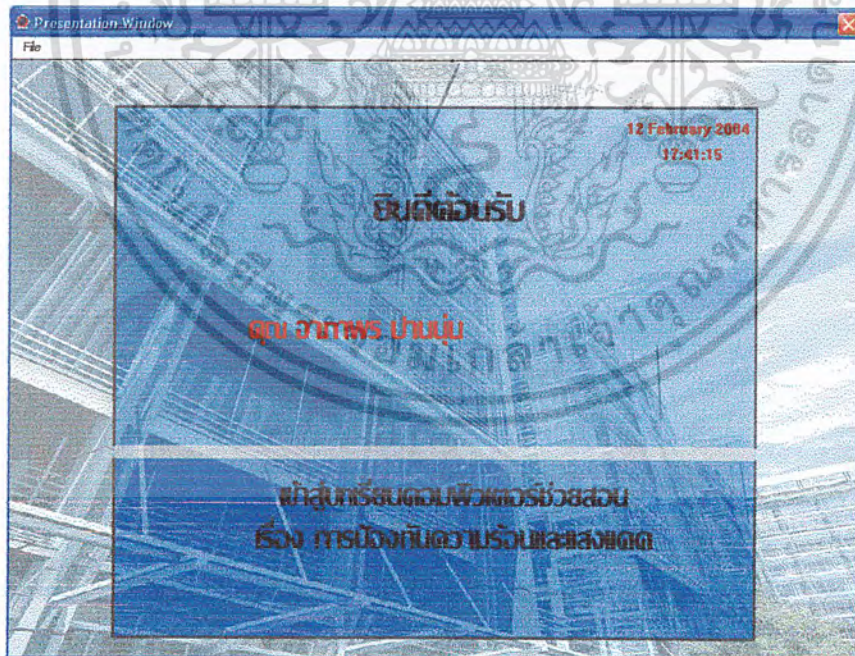 Presentation Window
File
12 February 2004
17:41:15
ยินดีต้อนรับ
คุณ อาภาพร ปานนุ่ม
เข้าสู่บทเรียนคอมพิวเตอร์ช่วยสอน
เรื่อง การป้องกันความร้อนและแสงแดด